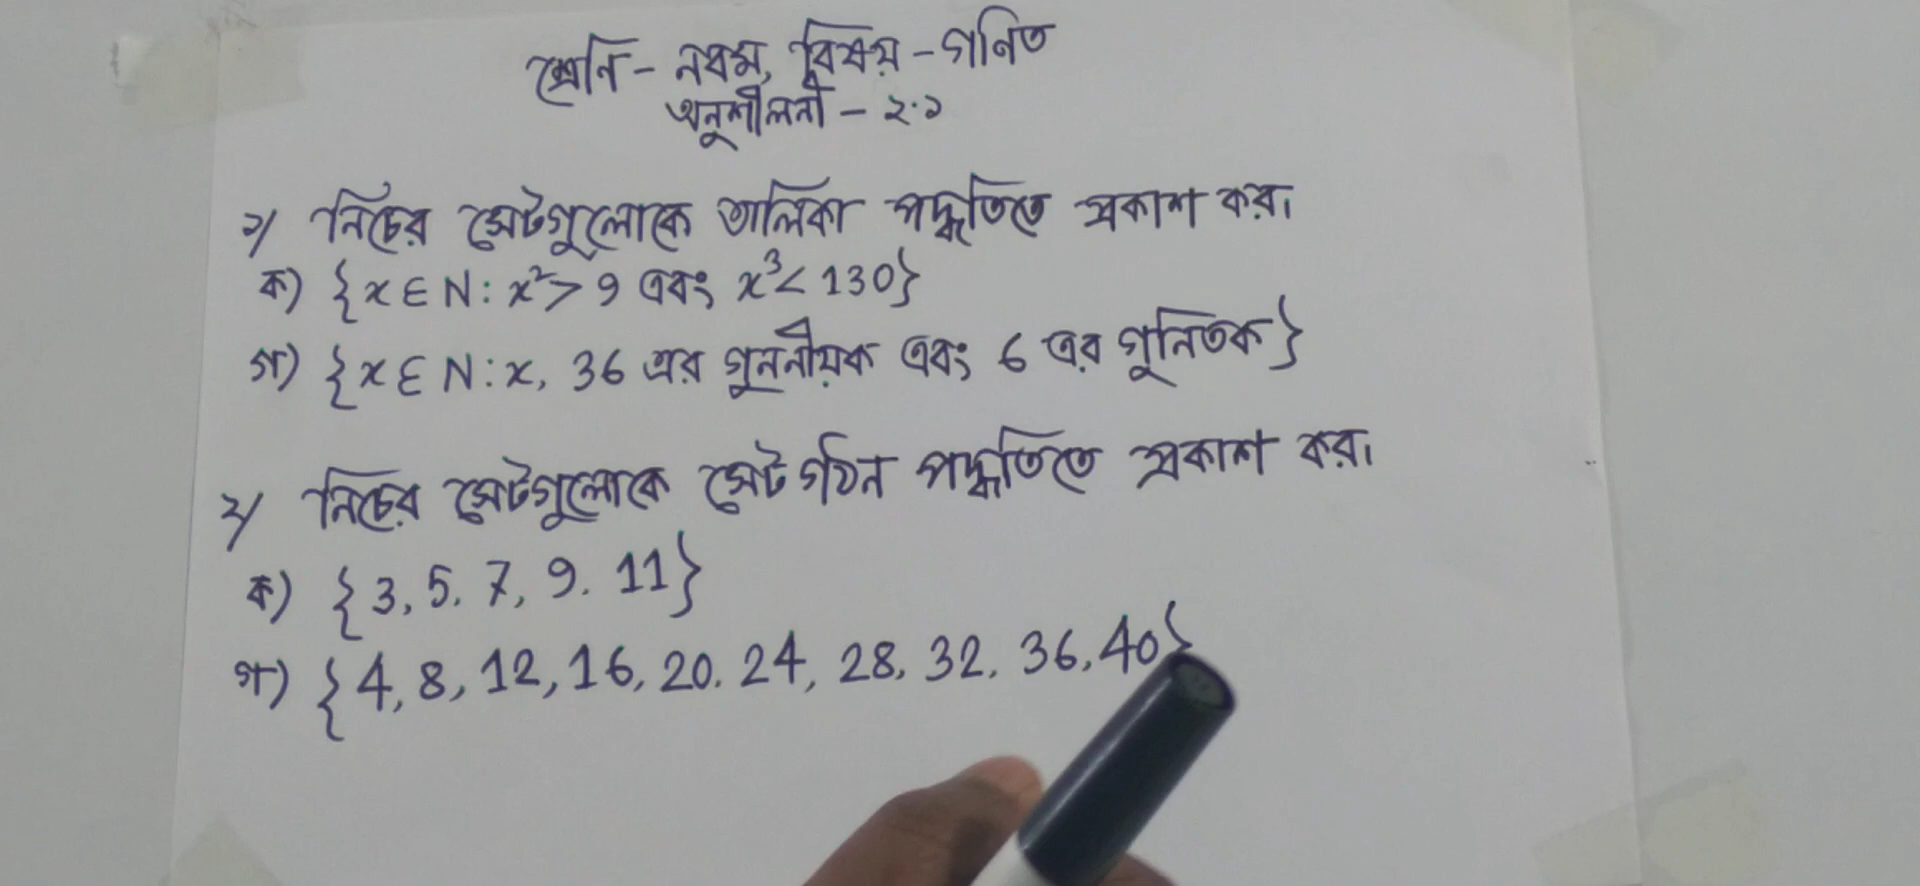 শ্রেনি - নবম, বিষয় - গনিত
অনুশীলনী - ২.১
১/ নিচের সেটগুলোকে তালিকা পদ্ধতিতে প্রকাশ কর।
ক) {x ∈ N: x² > 9 এবং x³ < 130}
গ) {x ∈ N: x, 36 এর গুননীয়ক এবং 6 এর গুনিতক}
২/ নিচের সেটগুলোকে সেট গঠন পদ্ধতিতে প্রকাশ কর।
ক) {3, 5, 7, 9, 11}
গ) {4, 8, 12, 16, 20, 24, 28, 32, 36, 40}